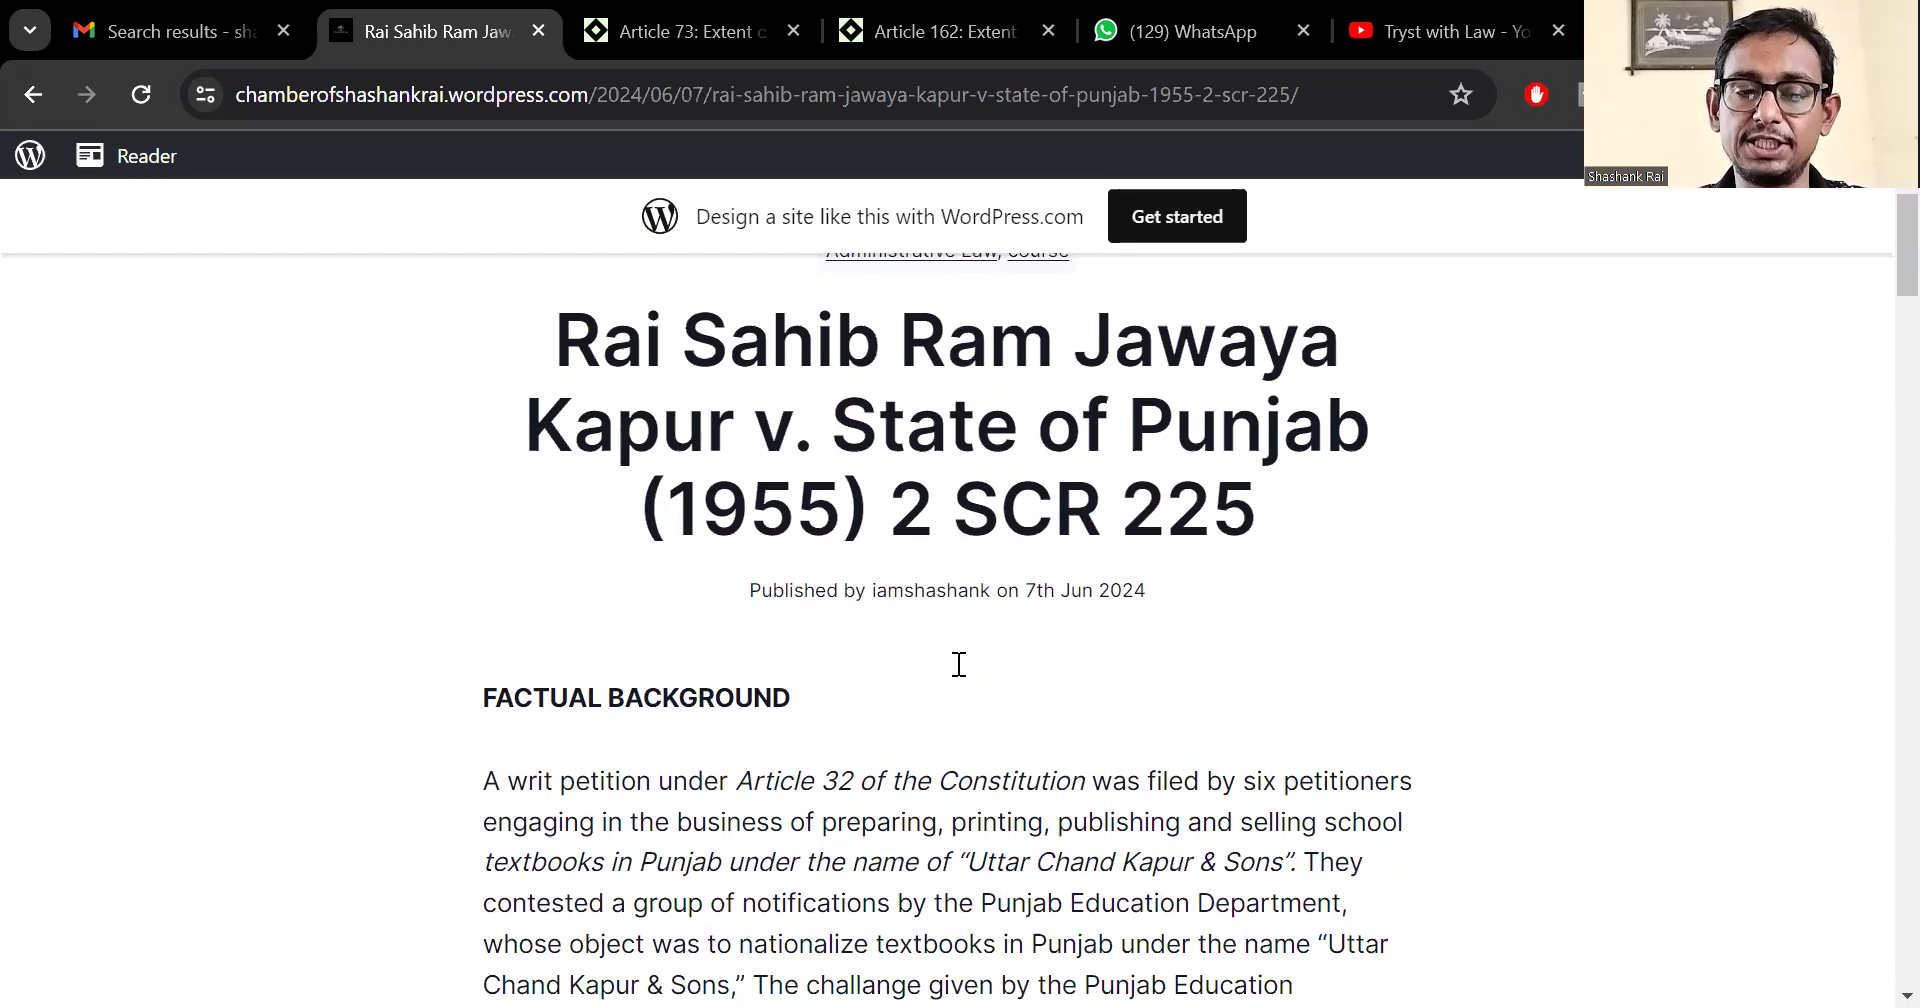 Search results - sha
Rai Sahib Ram Jaw
Article 73: Extent o
Article 162: Extent
(129) WhatsApp
Tryst with Law - Yo
chamberofshashankrai.wordpress.com/2024/06/07/rai-sahib-ram-jawaya-kapur-v-state-of-punjab-1955-2-scr-225/
Reader
Shashank Rai
Design a site like this with WordPress.com
Get started
Administrative Law, course
Rai Sahib Ram Jawaya
Kapur v. State of Punjab
(1955) 2 SCR 225
Published by iamshashank on 7th Jun 2024
FACTUAL BACKGROUND
A writ petition under Article 32 of the Constitution was filed by six petitioners
engaging in the business of preparing, printing, publishing and selling school
textbooks in Punjab under the name of “Uttar Chand Kapur & Sons”. They
contested a group of notifications by the Punjab Education Department,
whose object was to nationalize textbooks in Punjab under the name “Uttar
Chand Kapur & Sons,” The challange given by the Punjab Education